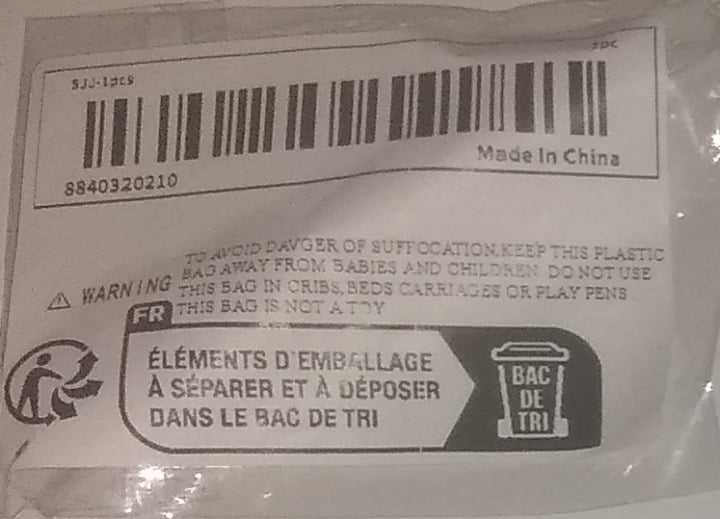 SJJ-1pcs
1pc
8840320210
Made In China
TO AVOID DAVGER OF SUFFOCATION,KEEP THIS PLASTIC
BAG AWAY FROM BABIES AND CHILDREN DO NOT USE
WARNING THIS BAG IN CRIBS,BEDS CARRIAGES OR PLAY PENS
THIS BAG IS NOT A TOY
FR
ÉLÉMENTS D'EMBALLAGE
À SÉPARER ET À DÉPOSER
DANS LE BAC DE TRI
BAC
DE
TRI